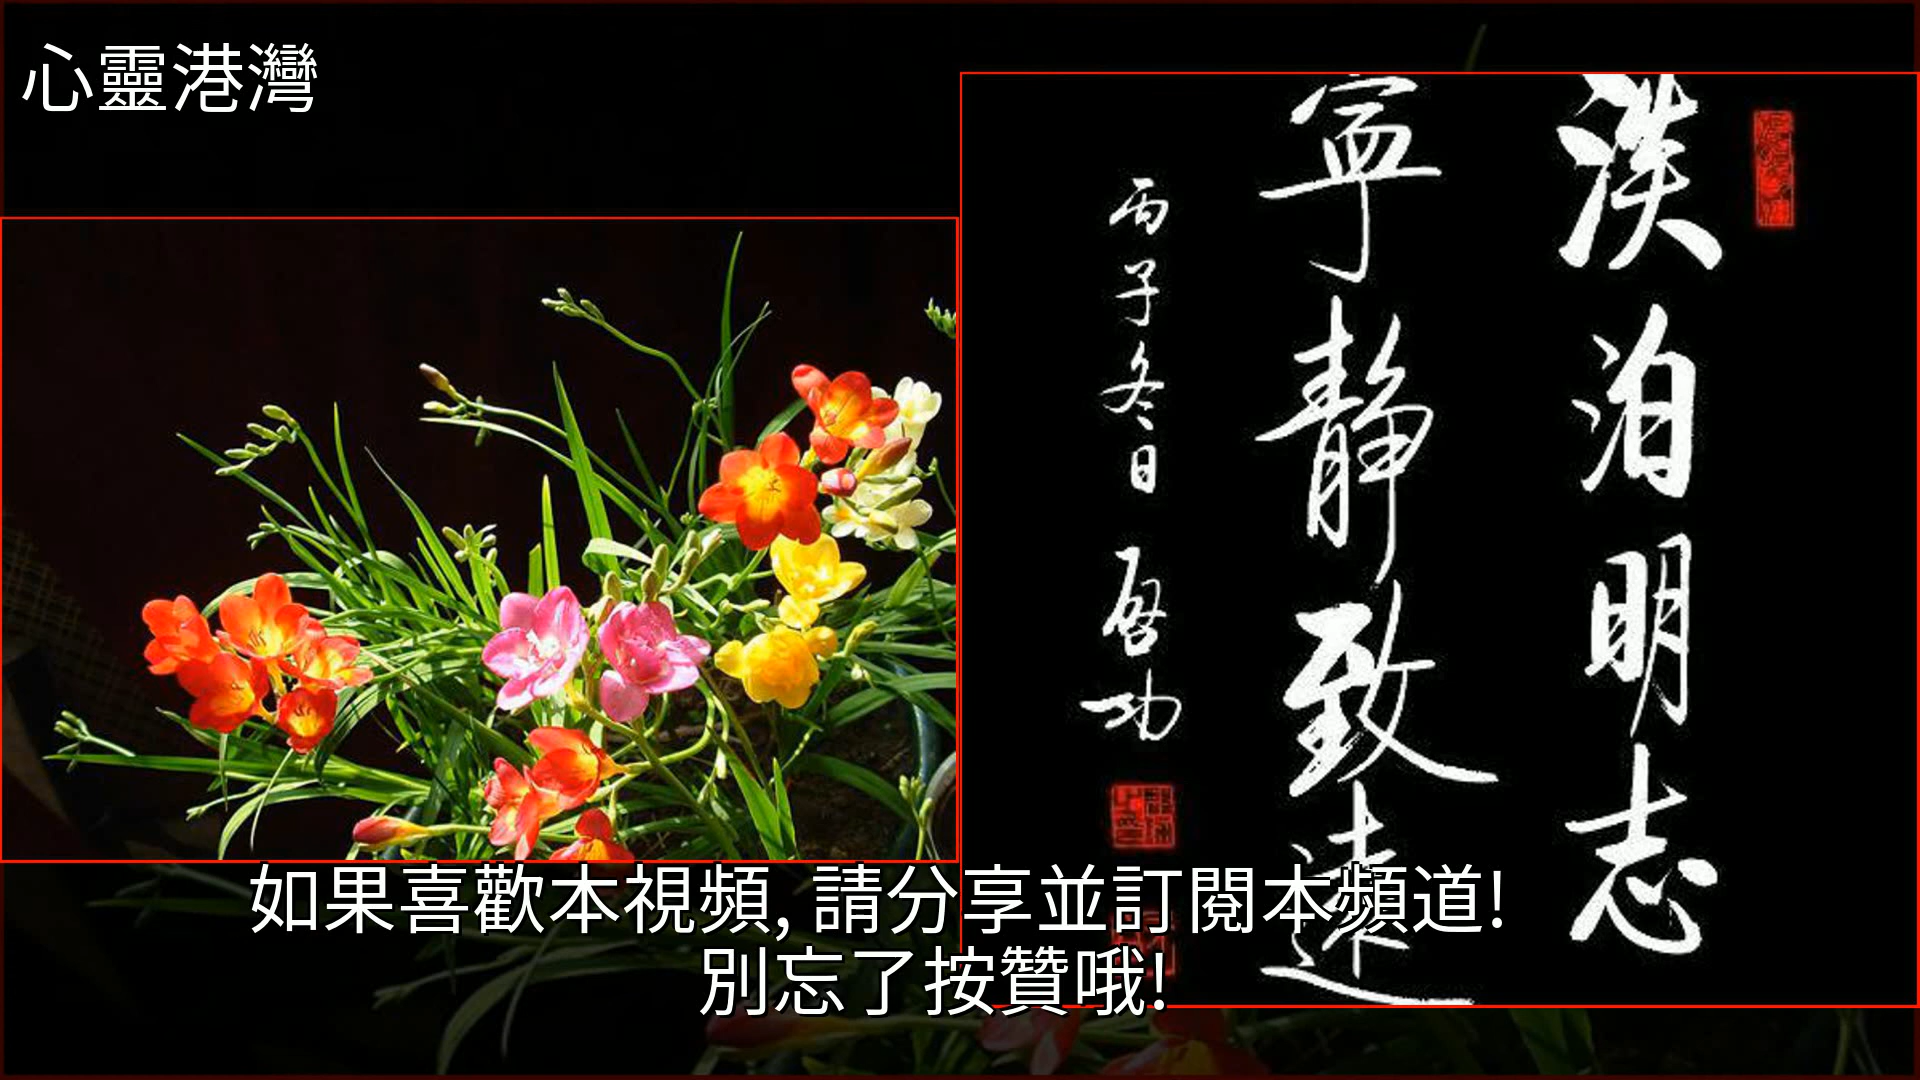 心靈港灣
淡泊明志
寧靜致遠
丙子冬日 啓功
如果喜歡本視頻, 請分享並訂閱本頻道!
別忘了按贊哦!